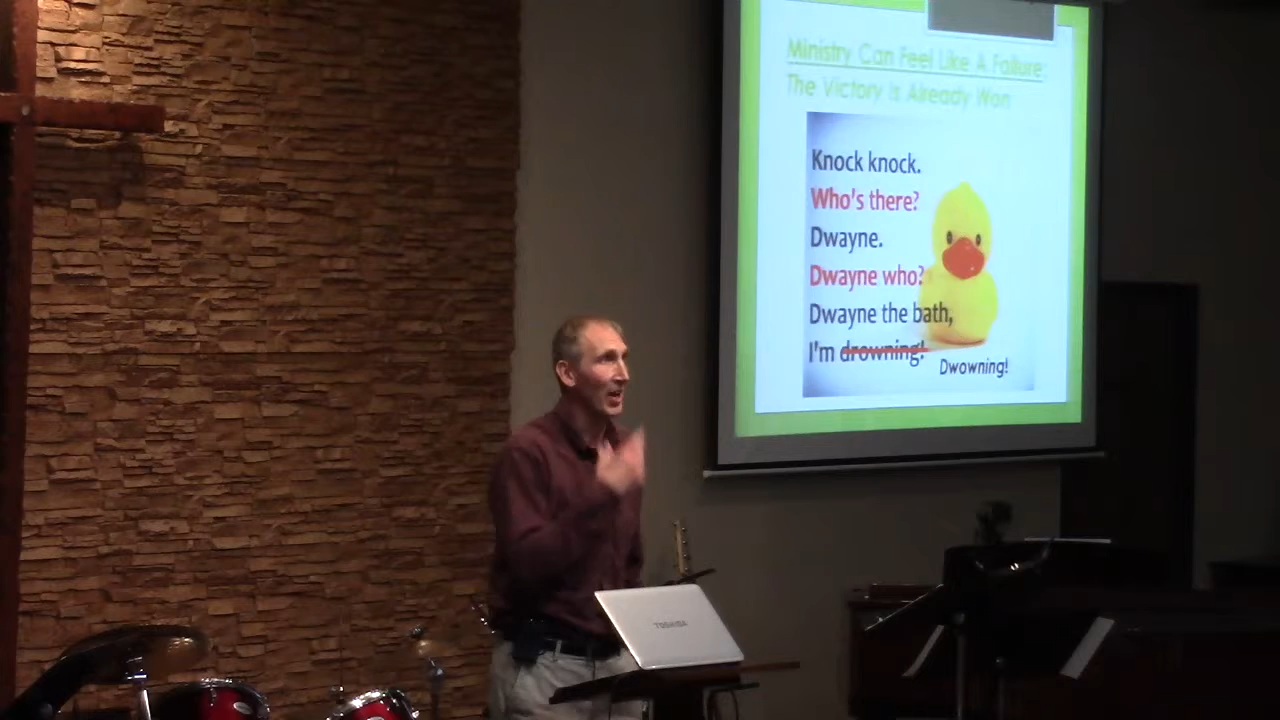 Ministry Can Feel Like A Failure
The Victory Is Already Won
Knock knock.
Who's there?
Dwayne.
Dwayne who?
Dwayne the bath,
I'm drowning!
Dwowning!
TOSHIBA